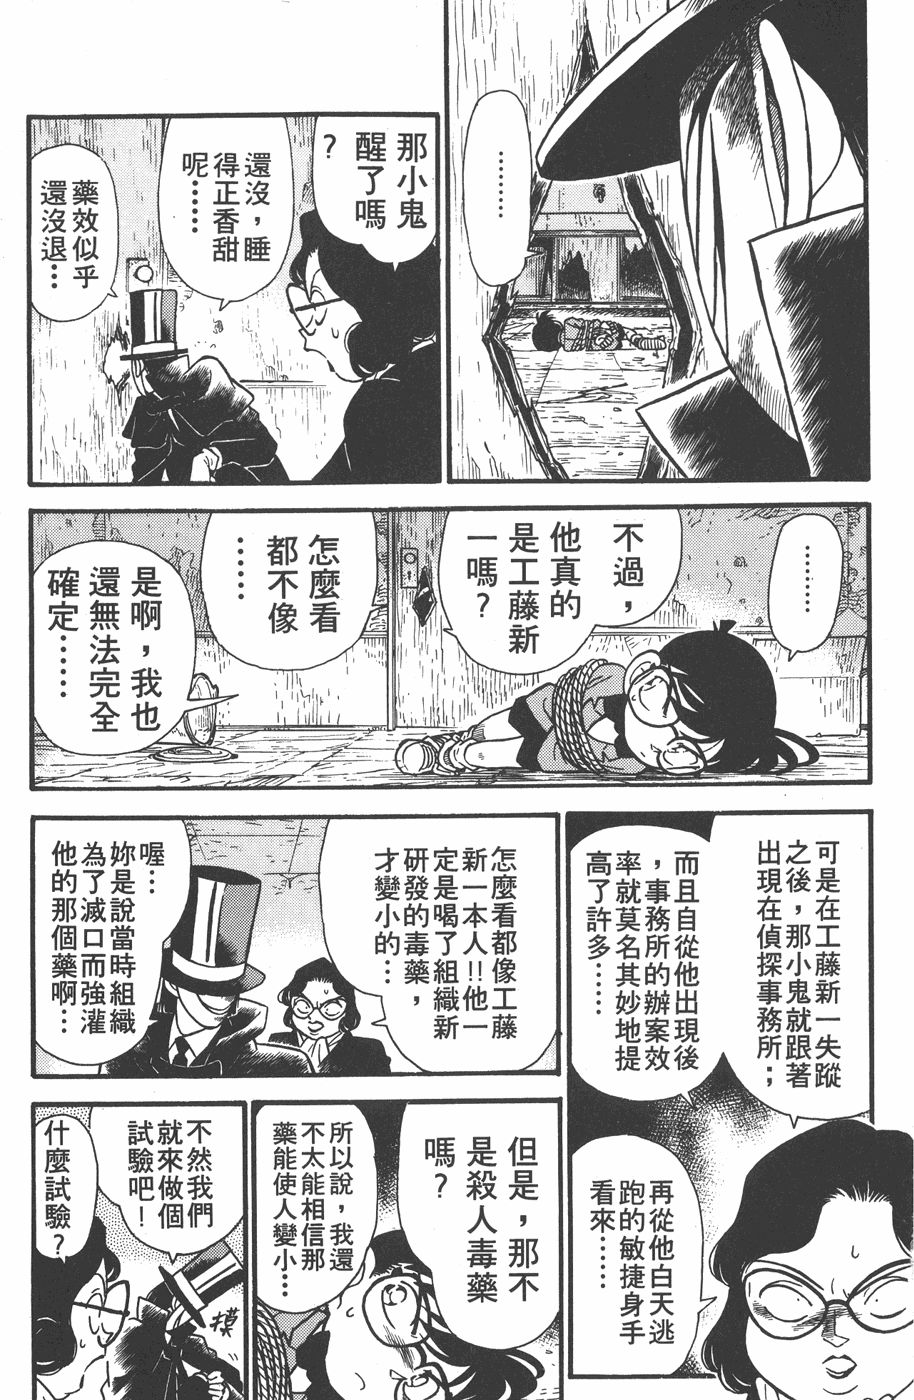 ………
那小鬼
醒了嗎
?
還沒，睡
得正香甜
呢……
藥效似乎
還沒退…
………
不過，
他真的
是工藤新
一嗎?
怎麼看
都不像
……
是啊，我也
還無法完全
確定……
可是在工藤新一失蹤
之後，那小鬼就跟著
出現在偵探事務所；
而且自從他出現後
，事務所的辦案效
率就莫名其妙地提
高了許多……
再從他白天逃
跑的敏捷身手
看來……
怎麼看都像工藤
新一本人!!他一
定是喝了組織新
研發的毒藥，
才變小的…
喔…
妳是說當時組織
為了滅口而強灌
他的那個藥啊…
但是，那不
是殺人毒藥
嗎?
所以說，我還
不太能相信那
藥能使人變小…
不然我們
就來做個
試驗吧!
摸
什麼試驗?